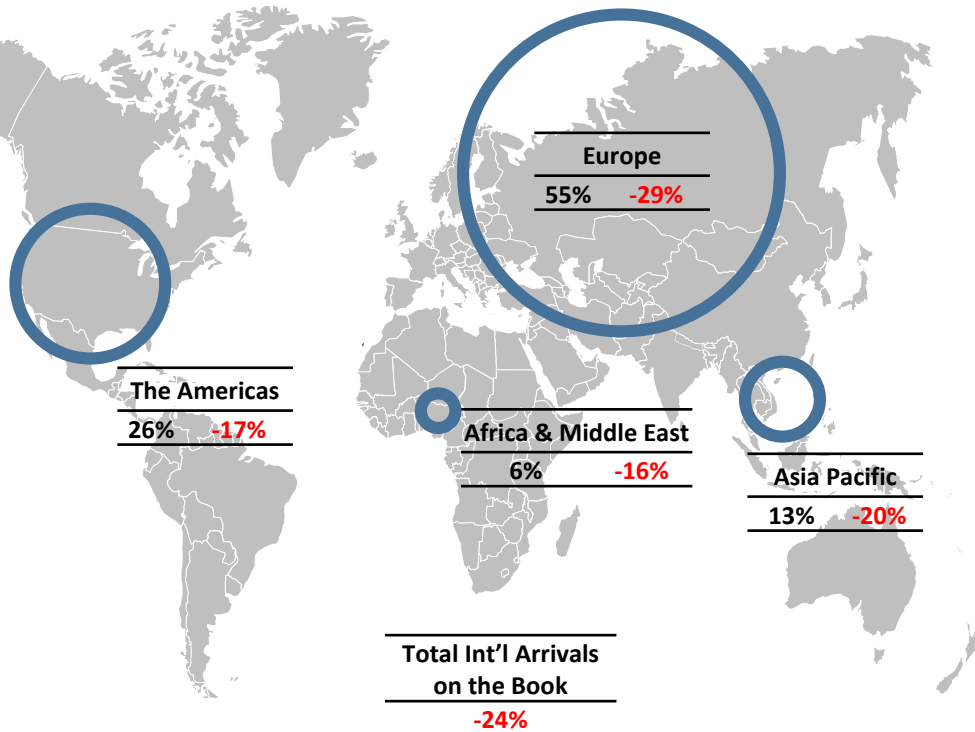 Europe
55% -29%
The Americas
26% -17%
Africa & Middle East
6% -16%
Asia Pacific
13% -20%
Total Int'l Arrivals
on the Book
-24%